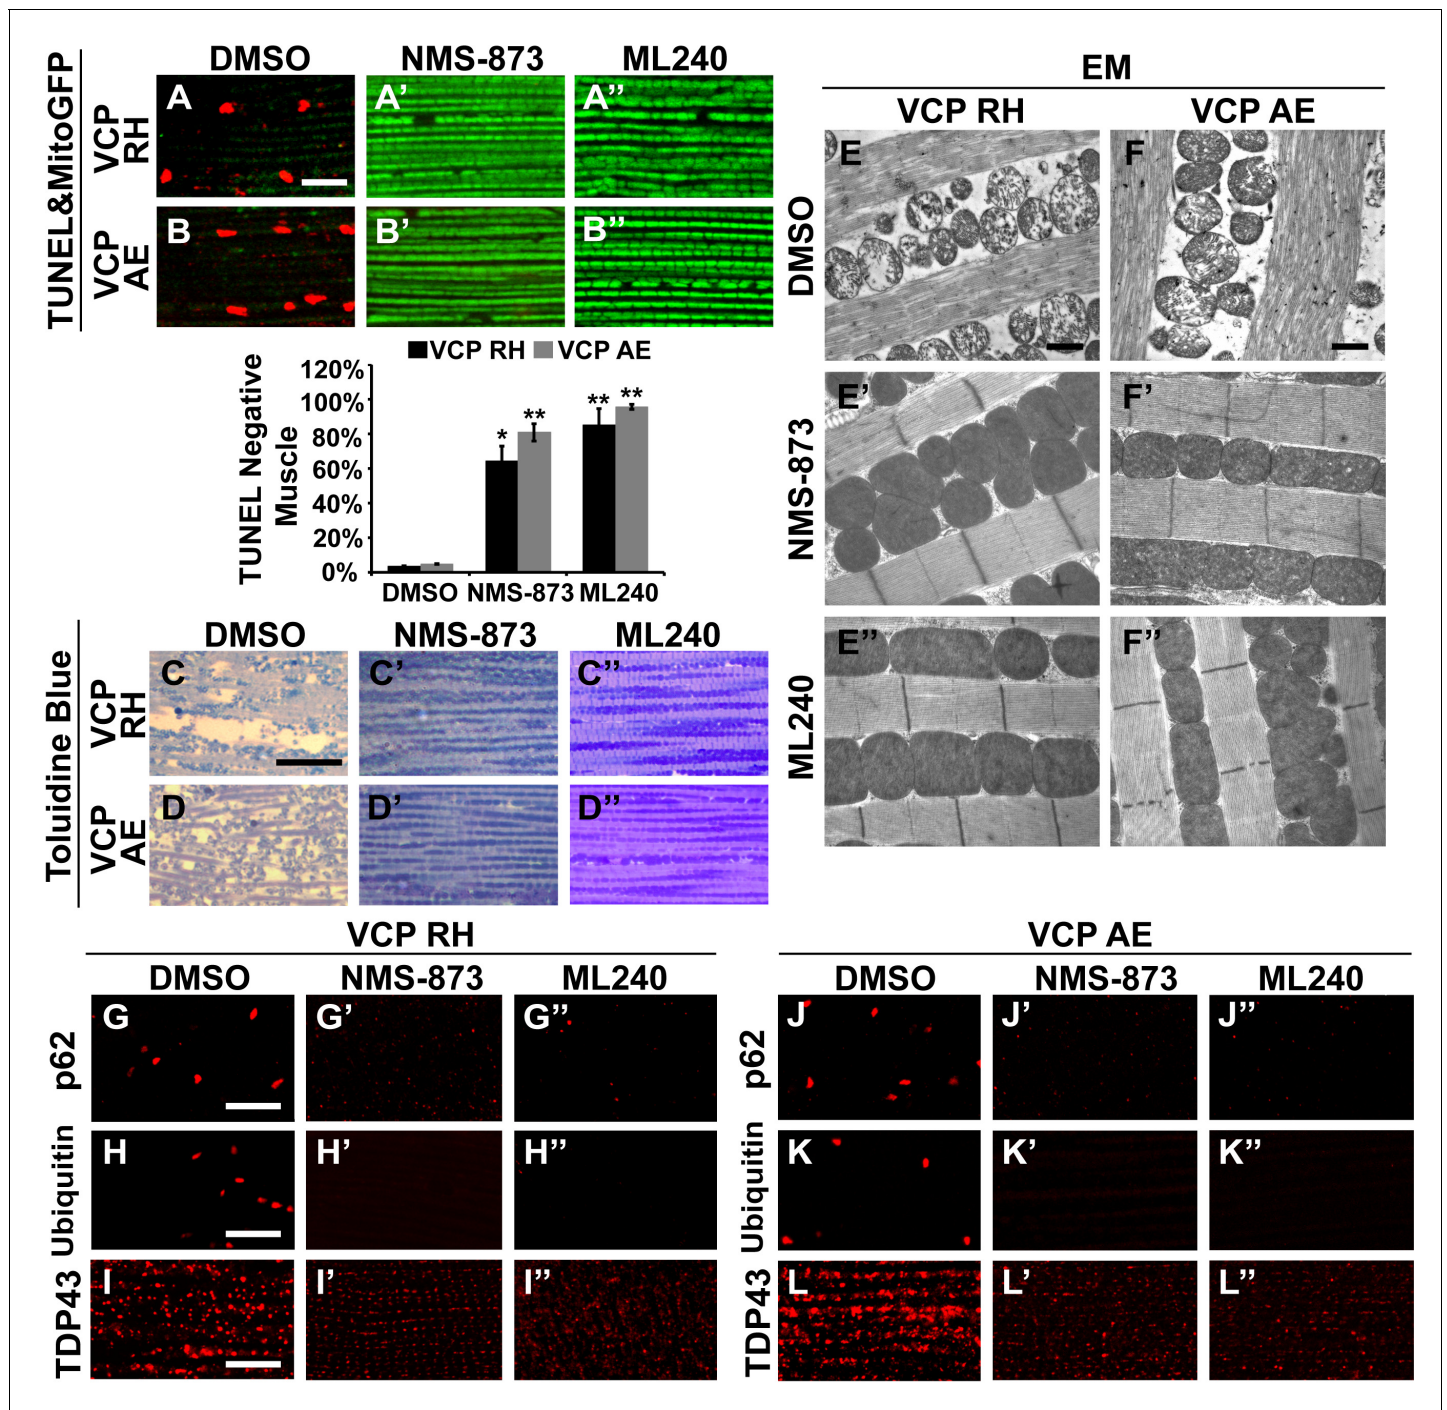 DMSO NMS-873 ML240
TUNEL&MitoGFP
VCP RH
A A’ A”
VCP AE
B B’ B”
VCP RH VCP AE
TUNEL Negative Muscle
120%
100%
80%
60%
40%
20%
0%
* ** ** **
DMSO NMS-873 ML240
DMSO NMS-873 ML240
Toluidine Blue
VCP RH
C C’ C”
VCP AE
D D’ D”
EM
VCP RH VCP AE
DMSO
E F
NMS-873
E’ F’
ML240
E” F”
VCP RH
DMSO NMS-873 ML240
p62
G G’ G”
Ubiquitin
H H’ H”
TDP43
I I’ I”
VCP AE
DMSO NMS-873 ML240
p62
J J’ J”
Ubiquitin
K K’ K”
TDP43
L L’ L”